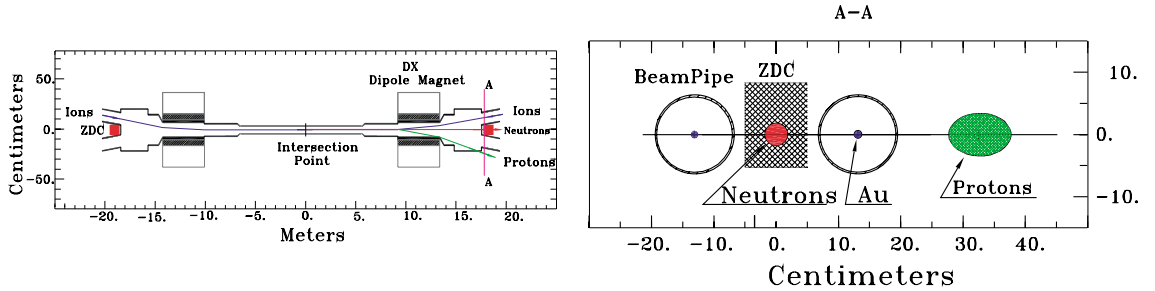 DX
Dipole Magnet
A
Ions
Ions
ZDC
Neutrons
Intersection
Point
Protons
A
Centimeters
50.
0.
-50.
-20.
-15.
-10.
-5.
0.
5.
10.
15.
20.
Meters
A-A
BeamPipe
ZDC
Neutrons
Au
Protons
10.
0.
-10.
-20.
-10.
0.
10.
20.
30.
40.
Centimeters